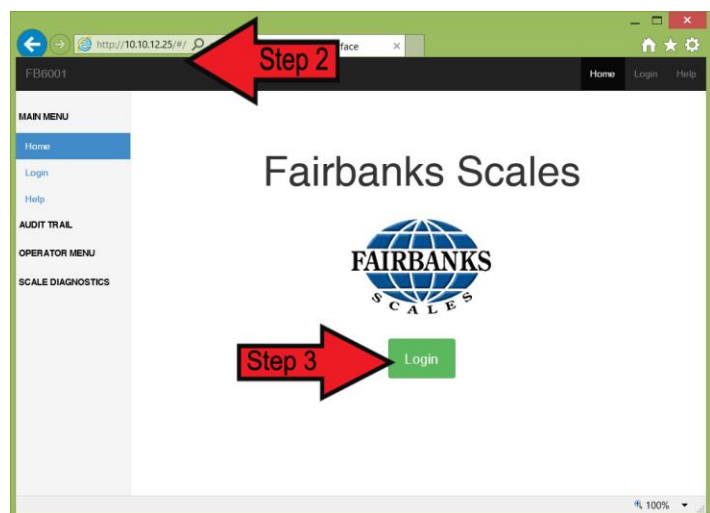 http://10.10.12.25/#/
Step 2
face
FB6001
Home
Login
Help
MAIN MENU
Home
Login
Help
AUDIT TRAIL
OPERATOR MENU
SCALE DIAGNOSTICS
Fairbanks Scales
FAIRBANKS
SCALES
Step 3
Login
100%